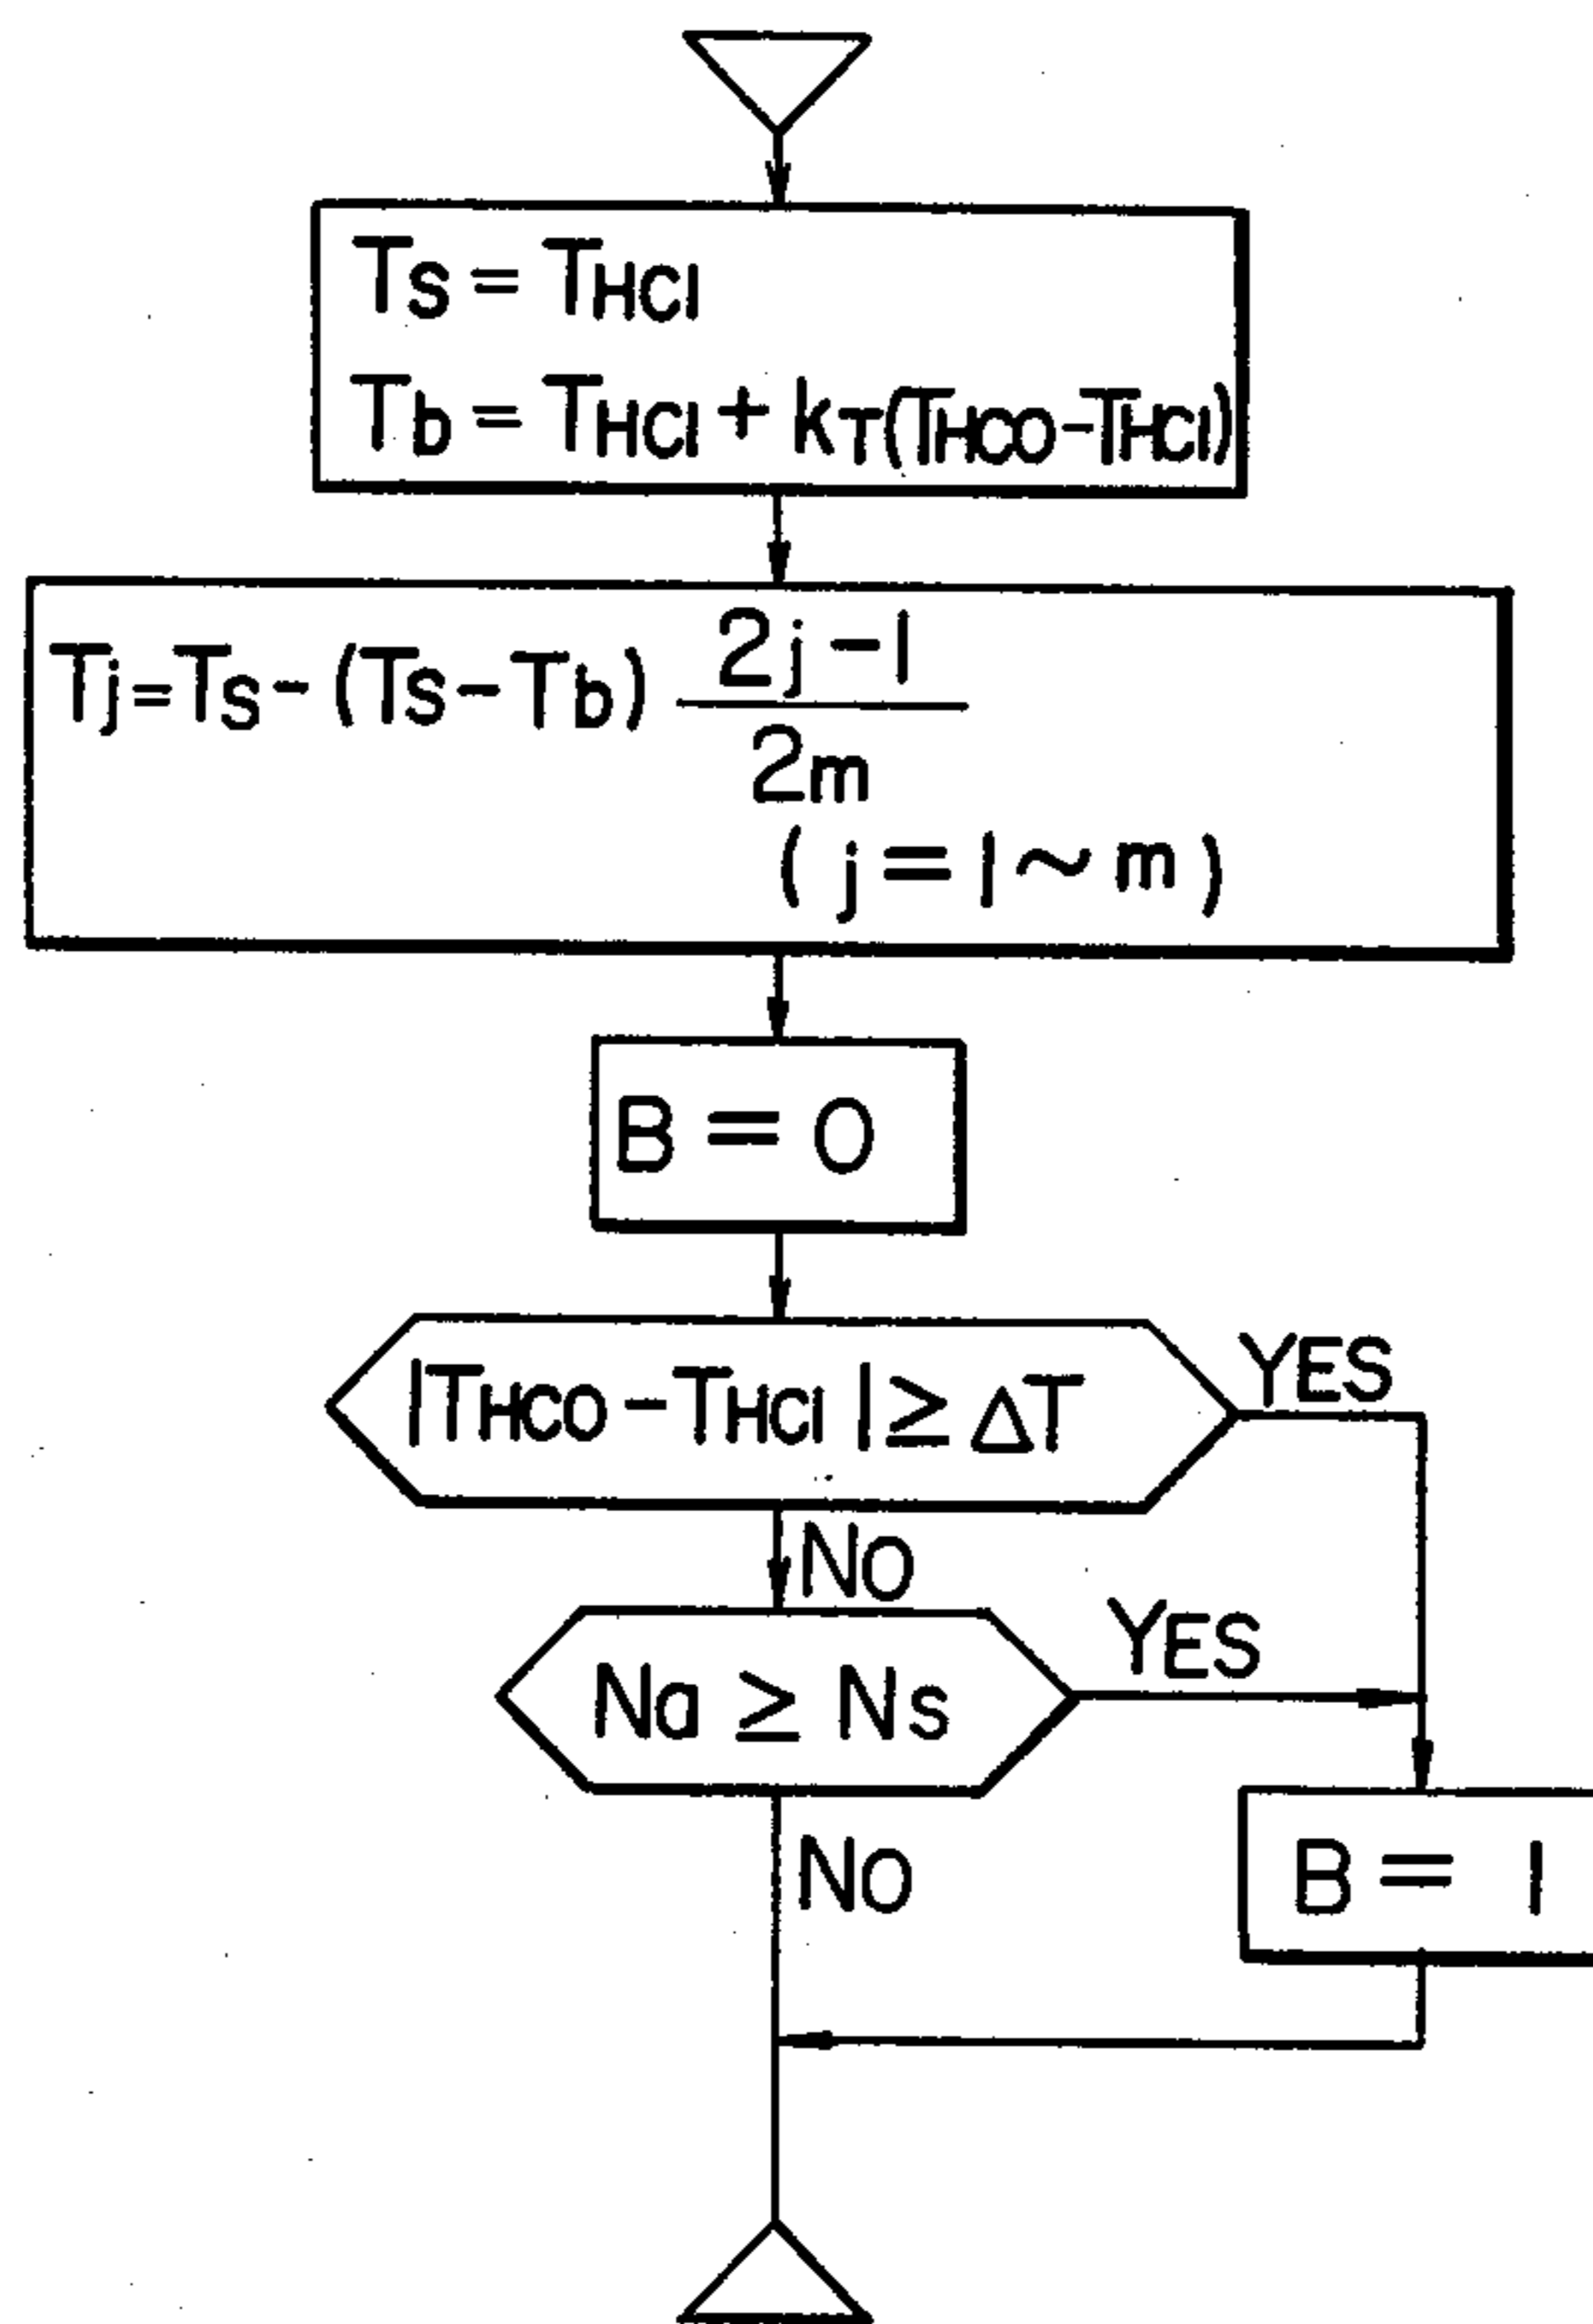 Ts = THCI
Tb = THCI + kT(THCO-THCI)
Tj=Ts-(Ts-Tb) 2j-1
2m
(j=1~m)
B=0
|THCO-THCI|≥ΔT
YES
NO
Na ≥ Ns
YES
NO
B= 1